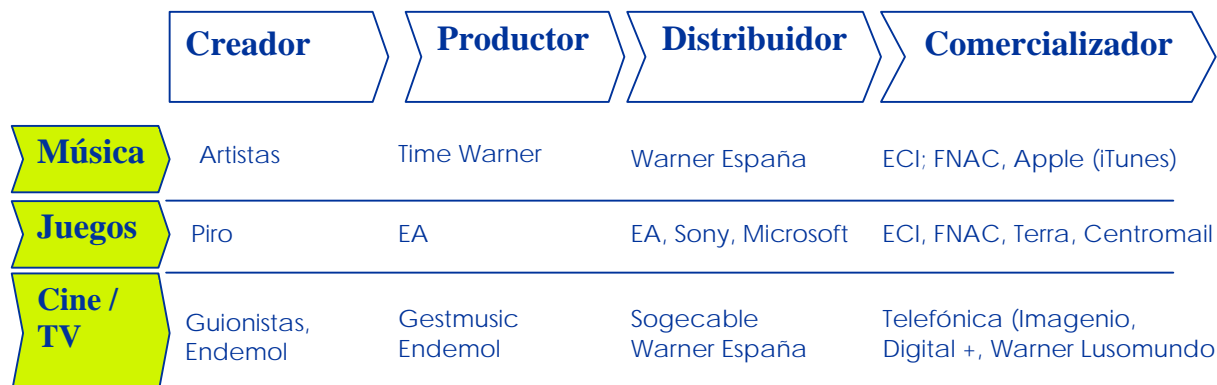 Creador Productor Distribuidor Comercializador
Música Artistas Time Warner Warner España ECI; FNAC, Apple (iTunes)
Juegos Piro EA EA, Sony, Microsoft ECI, FNAC, Terra, Centromail
Cine /
TV
Guionistas,
Endemol
Gestmusic
Endemol
Sogecable
Warner España
Telefónica (Imagenio,
Digital +, Warner Lusomundo